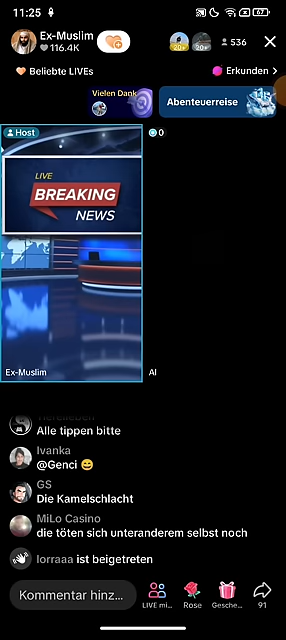 11:25
67
Ex-Muslim
116.4K
20+
20+
536
Beliebte LIVEs
Erkunden >
Vielen Dank
Abenteuerreise
Host
0
LIVE
BREAKING
NEWS
Ex-Muslim
Al
Alle tippen bitte
Ivanka
@Genci 😄
GS
Die Kamelschlacht
MiLo Casino
die töten sich unteranderem selbst noch
lorraaa ist beigetreten
Kommentar hinz...
LIVE mi...
Rose
Gesche...
91